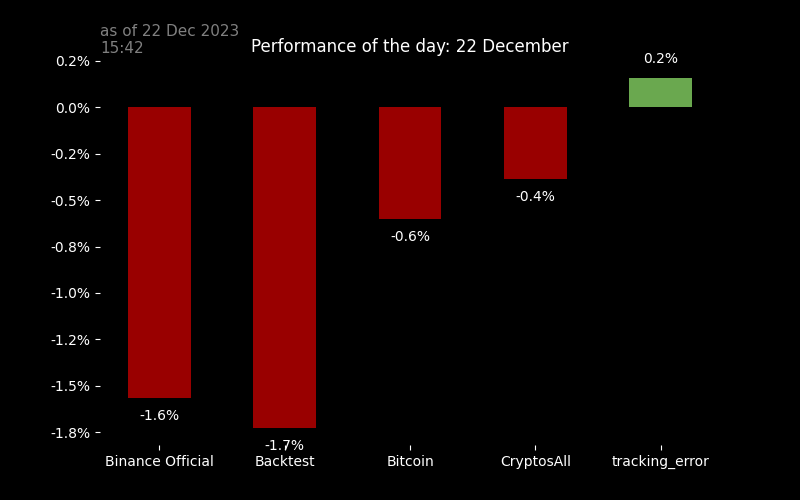 as of 22 Dec 2023
15:42
Performance of the day: 22 December
0.2%
0.0%
-0.2%
-0.5%
-0.8%
-1.0%
-1.2%
-1.5%
-1.8%
-1.6%
-1.7%
-0.6%
-0.4%
0.2%
Binance Official
Backtest
Bitcoin
CryptosAll
tracking_error